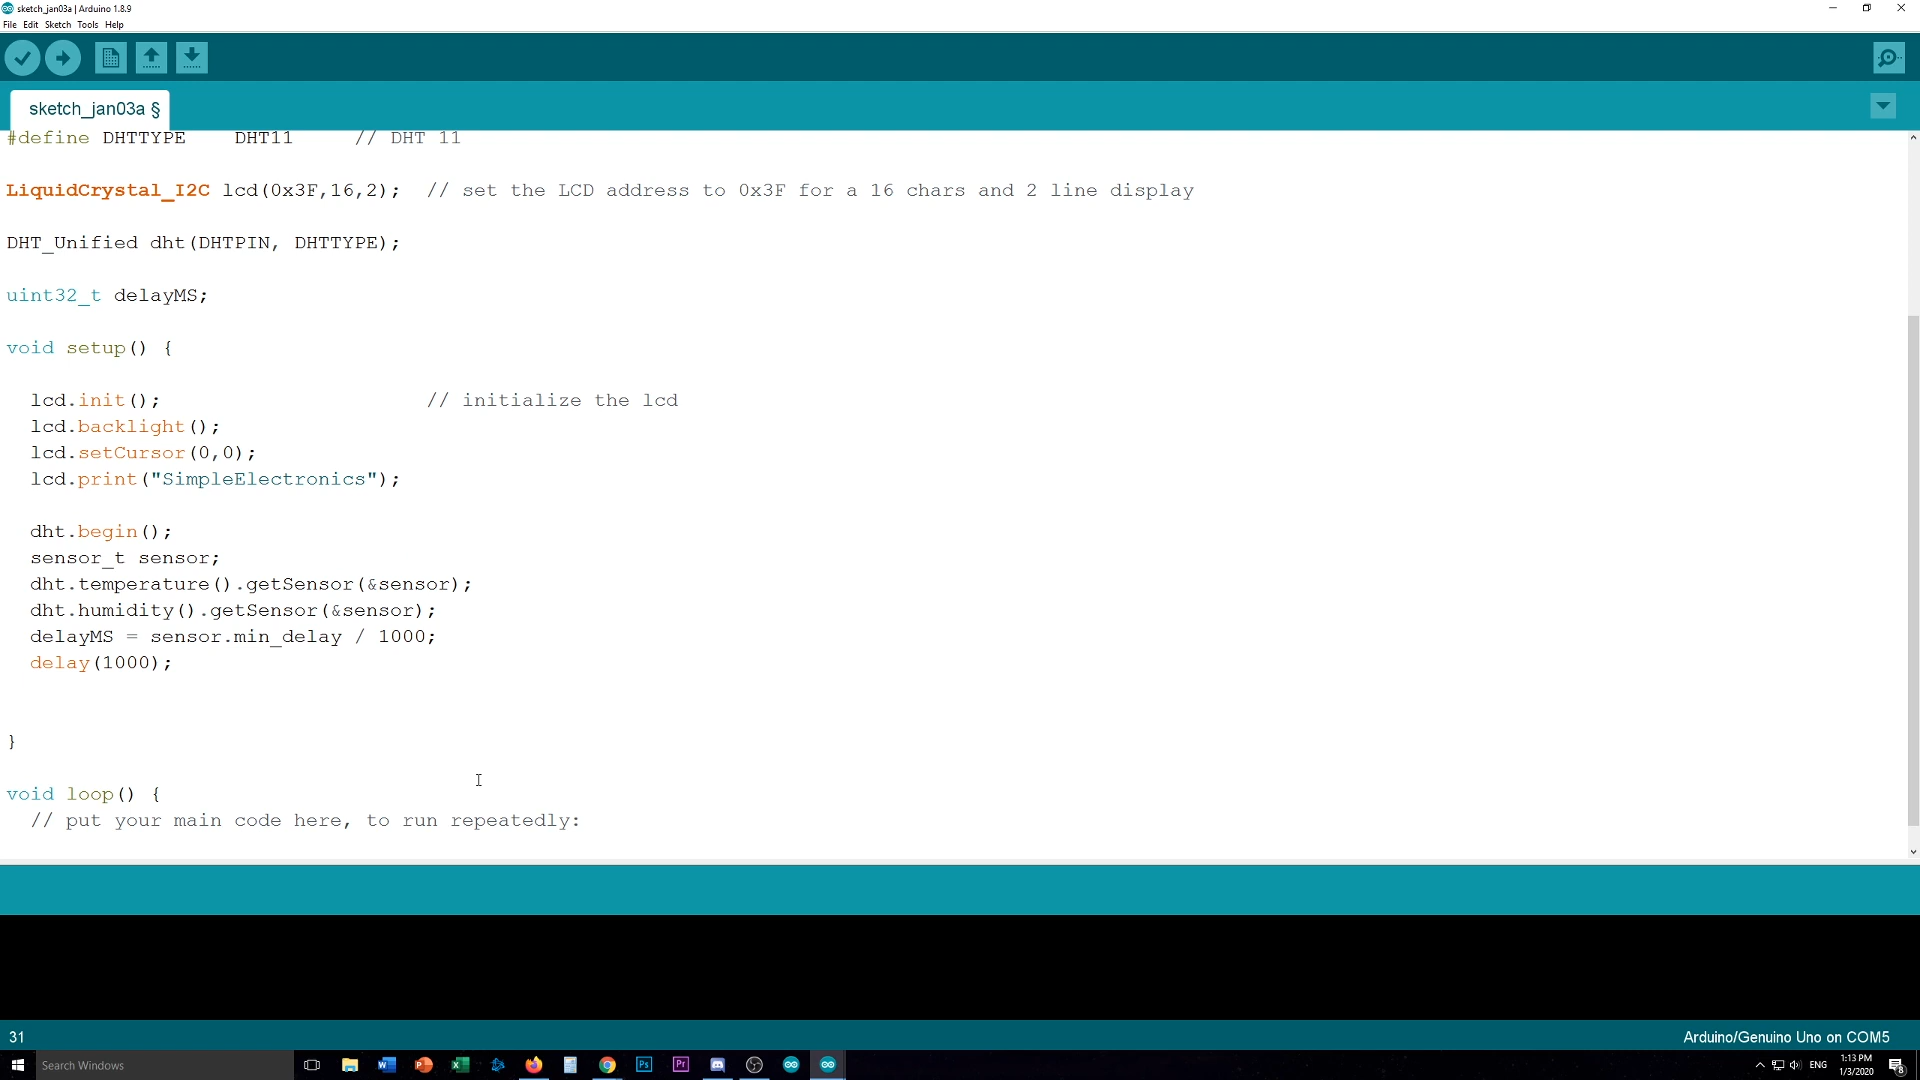 sketch_jan03a | Arduino 1.8.9
File Edit Sketch Tools Help
sketch_jan03a §
#define DHTTYPE    DHT11     // DHT 11
LiquidCrystal_I2C lcd(0x3F,16,2);  // set the LCD address to 0x3F for a 16 chars and 2 line display
DHT_Unified dht(DHTPIN, DHTTYPE);
uint32_t delayMS;
void setup() {
lcd.init();                      // initialize the lcd
lcd.backlight();
lcd.setCursor(0,0);
lcd.print("SimpleElectronics");
dht.begin();
sensor_t sensor;
dht.temperature().getSensor(&sensor);
dht.humidity().getSensor(&sensor);
delayMS = sensor.min_delay / 1000;
delay(1000);
}
void loop() {
// put your main code here, to run repeatedly:
31
Arduino/Genuino Uno on COM5
Search Windows
ENG
1:13 PM
1/3/2020
8